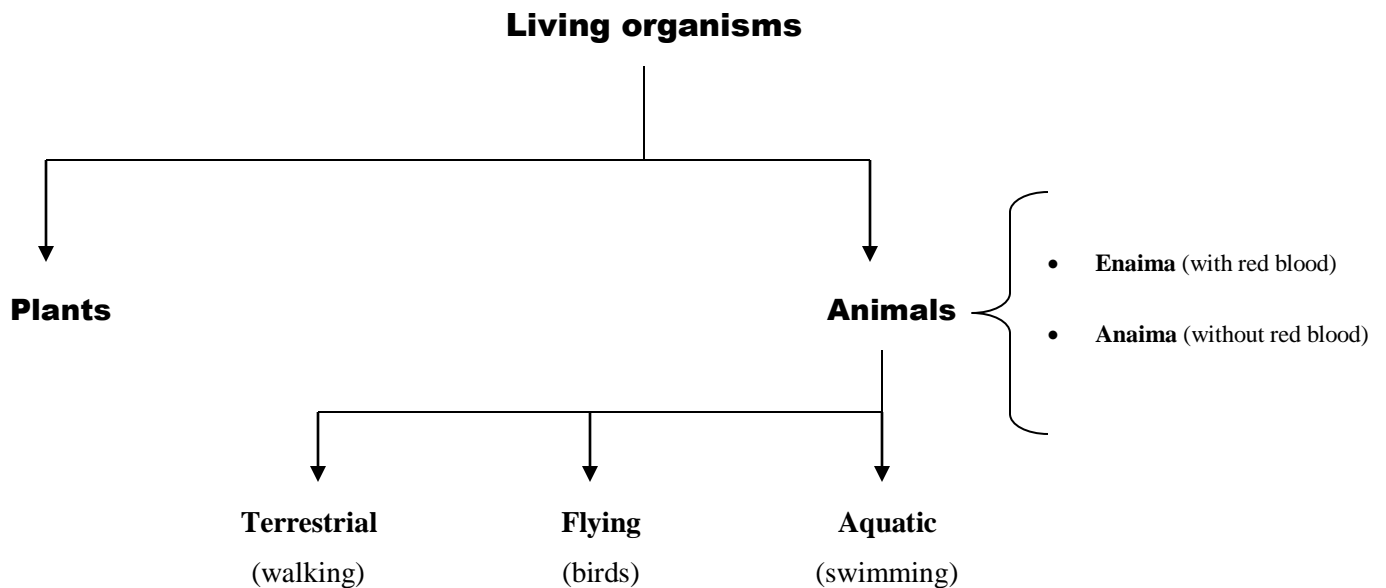 Living organisms
Plants
Animals
• Enaima (with red blood)
• Anaima (without red blood)
Terrestrial
(walking)
Flying
(birds)
Aquatic
(swimming)